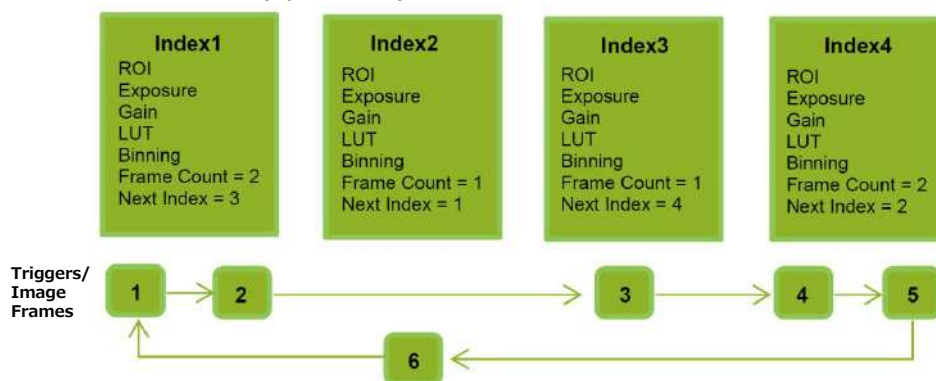 Index1
ROI
Exposure
Gain
LUT
Binning
Frame Count = 2
Next Index = 3
Index2
ROI
Exposure
Gain
LUT
Binning
Frame Count = 1
Next Index = 1
Index3
ROI
Exposure
Gain
LUT
Binning
Frame Count = 1
Next Index = 4
Index4
ROI
Exposure
Gain
LUT
Binning
Frame Count = 2
Next Index = 2
Triggers/
Image
Frames
1
2
3
4
5
6